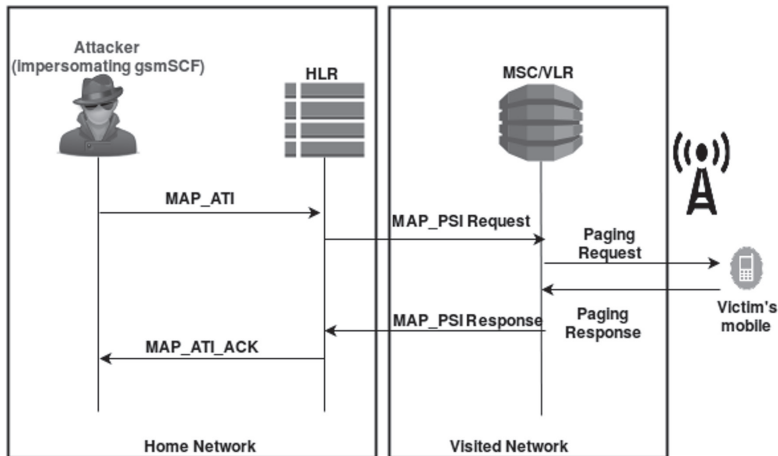 Attacker
(Impersomating gsmSCF)
HLR
MSC/VLR
MAP_ATI
MAP_PSI Request
Paging
Request
Victim's
mobile
MAP_PSI Response
Paging
Response
MAP_ATI_ACK
Home Network
Visited Network